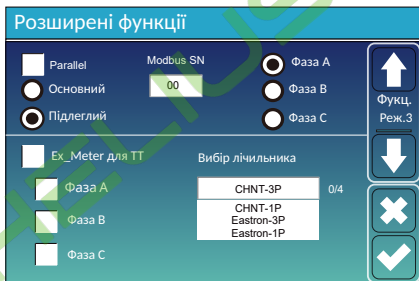 Розширені функції
Parallel
Modbus SN
Фаза A
Основний
00
Фаза B
Підлеглий
Фаза C
Фукц.
Реж.3
Ex_Meter для ТТ
Вибір лічильника
Фаза A
CHNT-3P
0/4
CHNT-1P
Фаза B
Eastron-3P
Eastron-1P
Фаза C